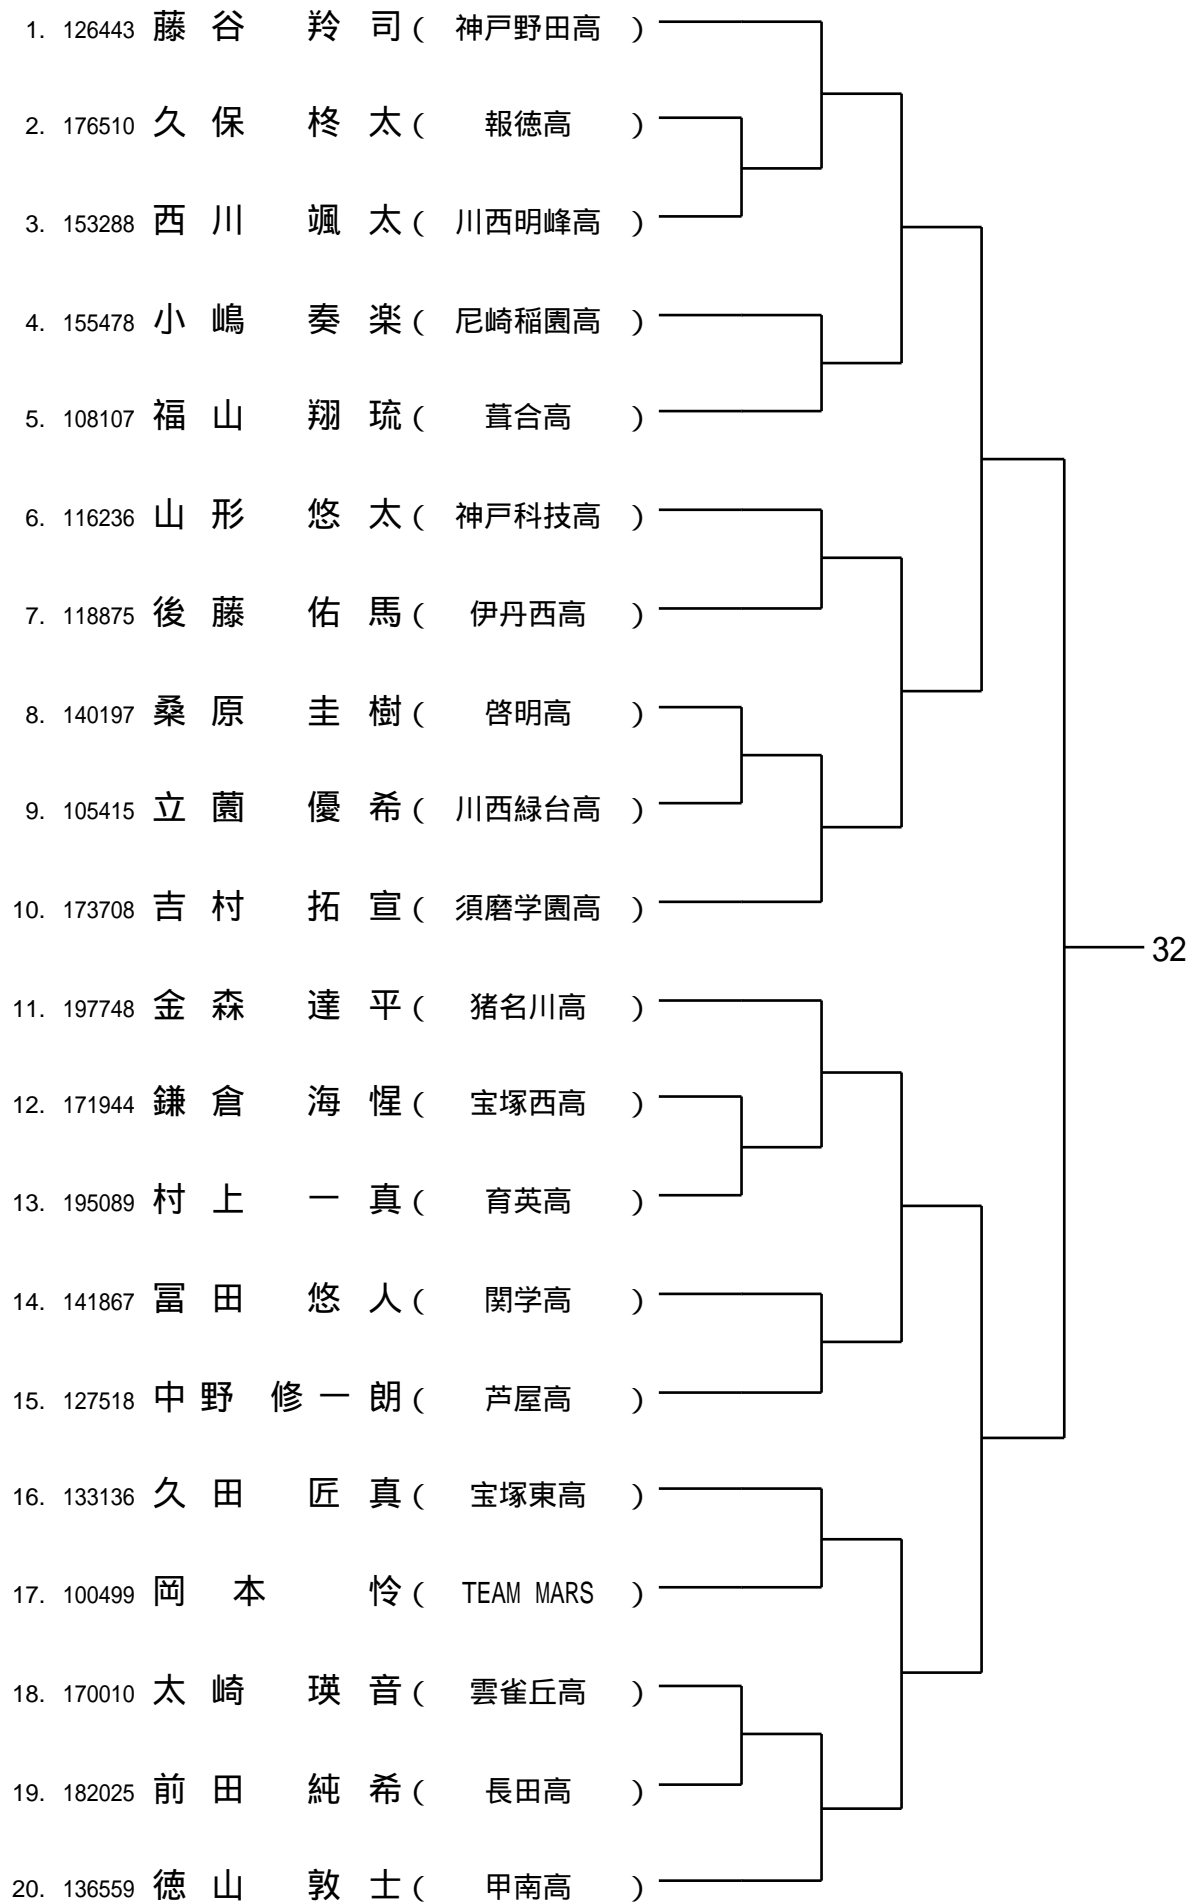 1. 126443 藤谷 羚司( 神戸野田高 )
2. 176510 久保 柊太( 報徳高 )
3. 153288 西川 颯太( 川西明峰高 )
4. 155478 小嶋 奏楽( 尼崎稲園高 )
5. 108107 福山 翔琉( 葺合高 )
6. 116236 山形 悠太( 神戸科技高 )
7. 118875 後藤 佑馬( 伊丹西高 )
8. 140197 桑原 圭樹( 啓明高 )
9. 105415 立薗 優希( 川西緑台高 )
10. 173708 吉村 拓宣( 須磨学園高 )
32
11. 197748 金森 達平( 猪名川高 )
12. 171944 鎌倉 海惺( 宝塚西高 )
13. 195089 村上 一真( 育英高 )
14. 141867 冨田 悠人( 関学高 )
15. 127518 中野 修一朗( 芦屋高 )
16. 133136 久田 匠真( 宝塚東高 )
17. 100499 岡本 怜( TEAM MARS )
18. 170010 太崎 瑛音( 雲雀丘高 )
19. 182025 前田 純希( 長田高 )
20. 136559 徳山 敦士( 甲南高 )